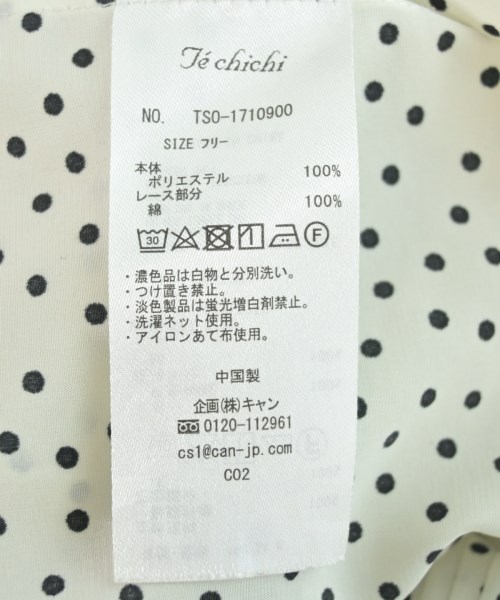 Té chichi
NO. TSO-1710900
SIZE フリー
本体
ポリエステル 100%
レース部分
綿 100%
30 F
・濃色品は白物と分別洗い。
・つけ置き禁止。
・淡色製品は蛍光増白剤禁止。
・洗濯ネット使用。
・アイロンあて布使用。
中国製
企画(株)キャン
0120-112961
cs1@can-jp.com
C02